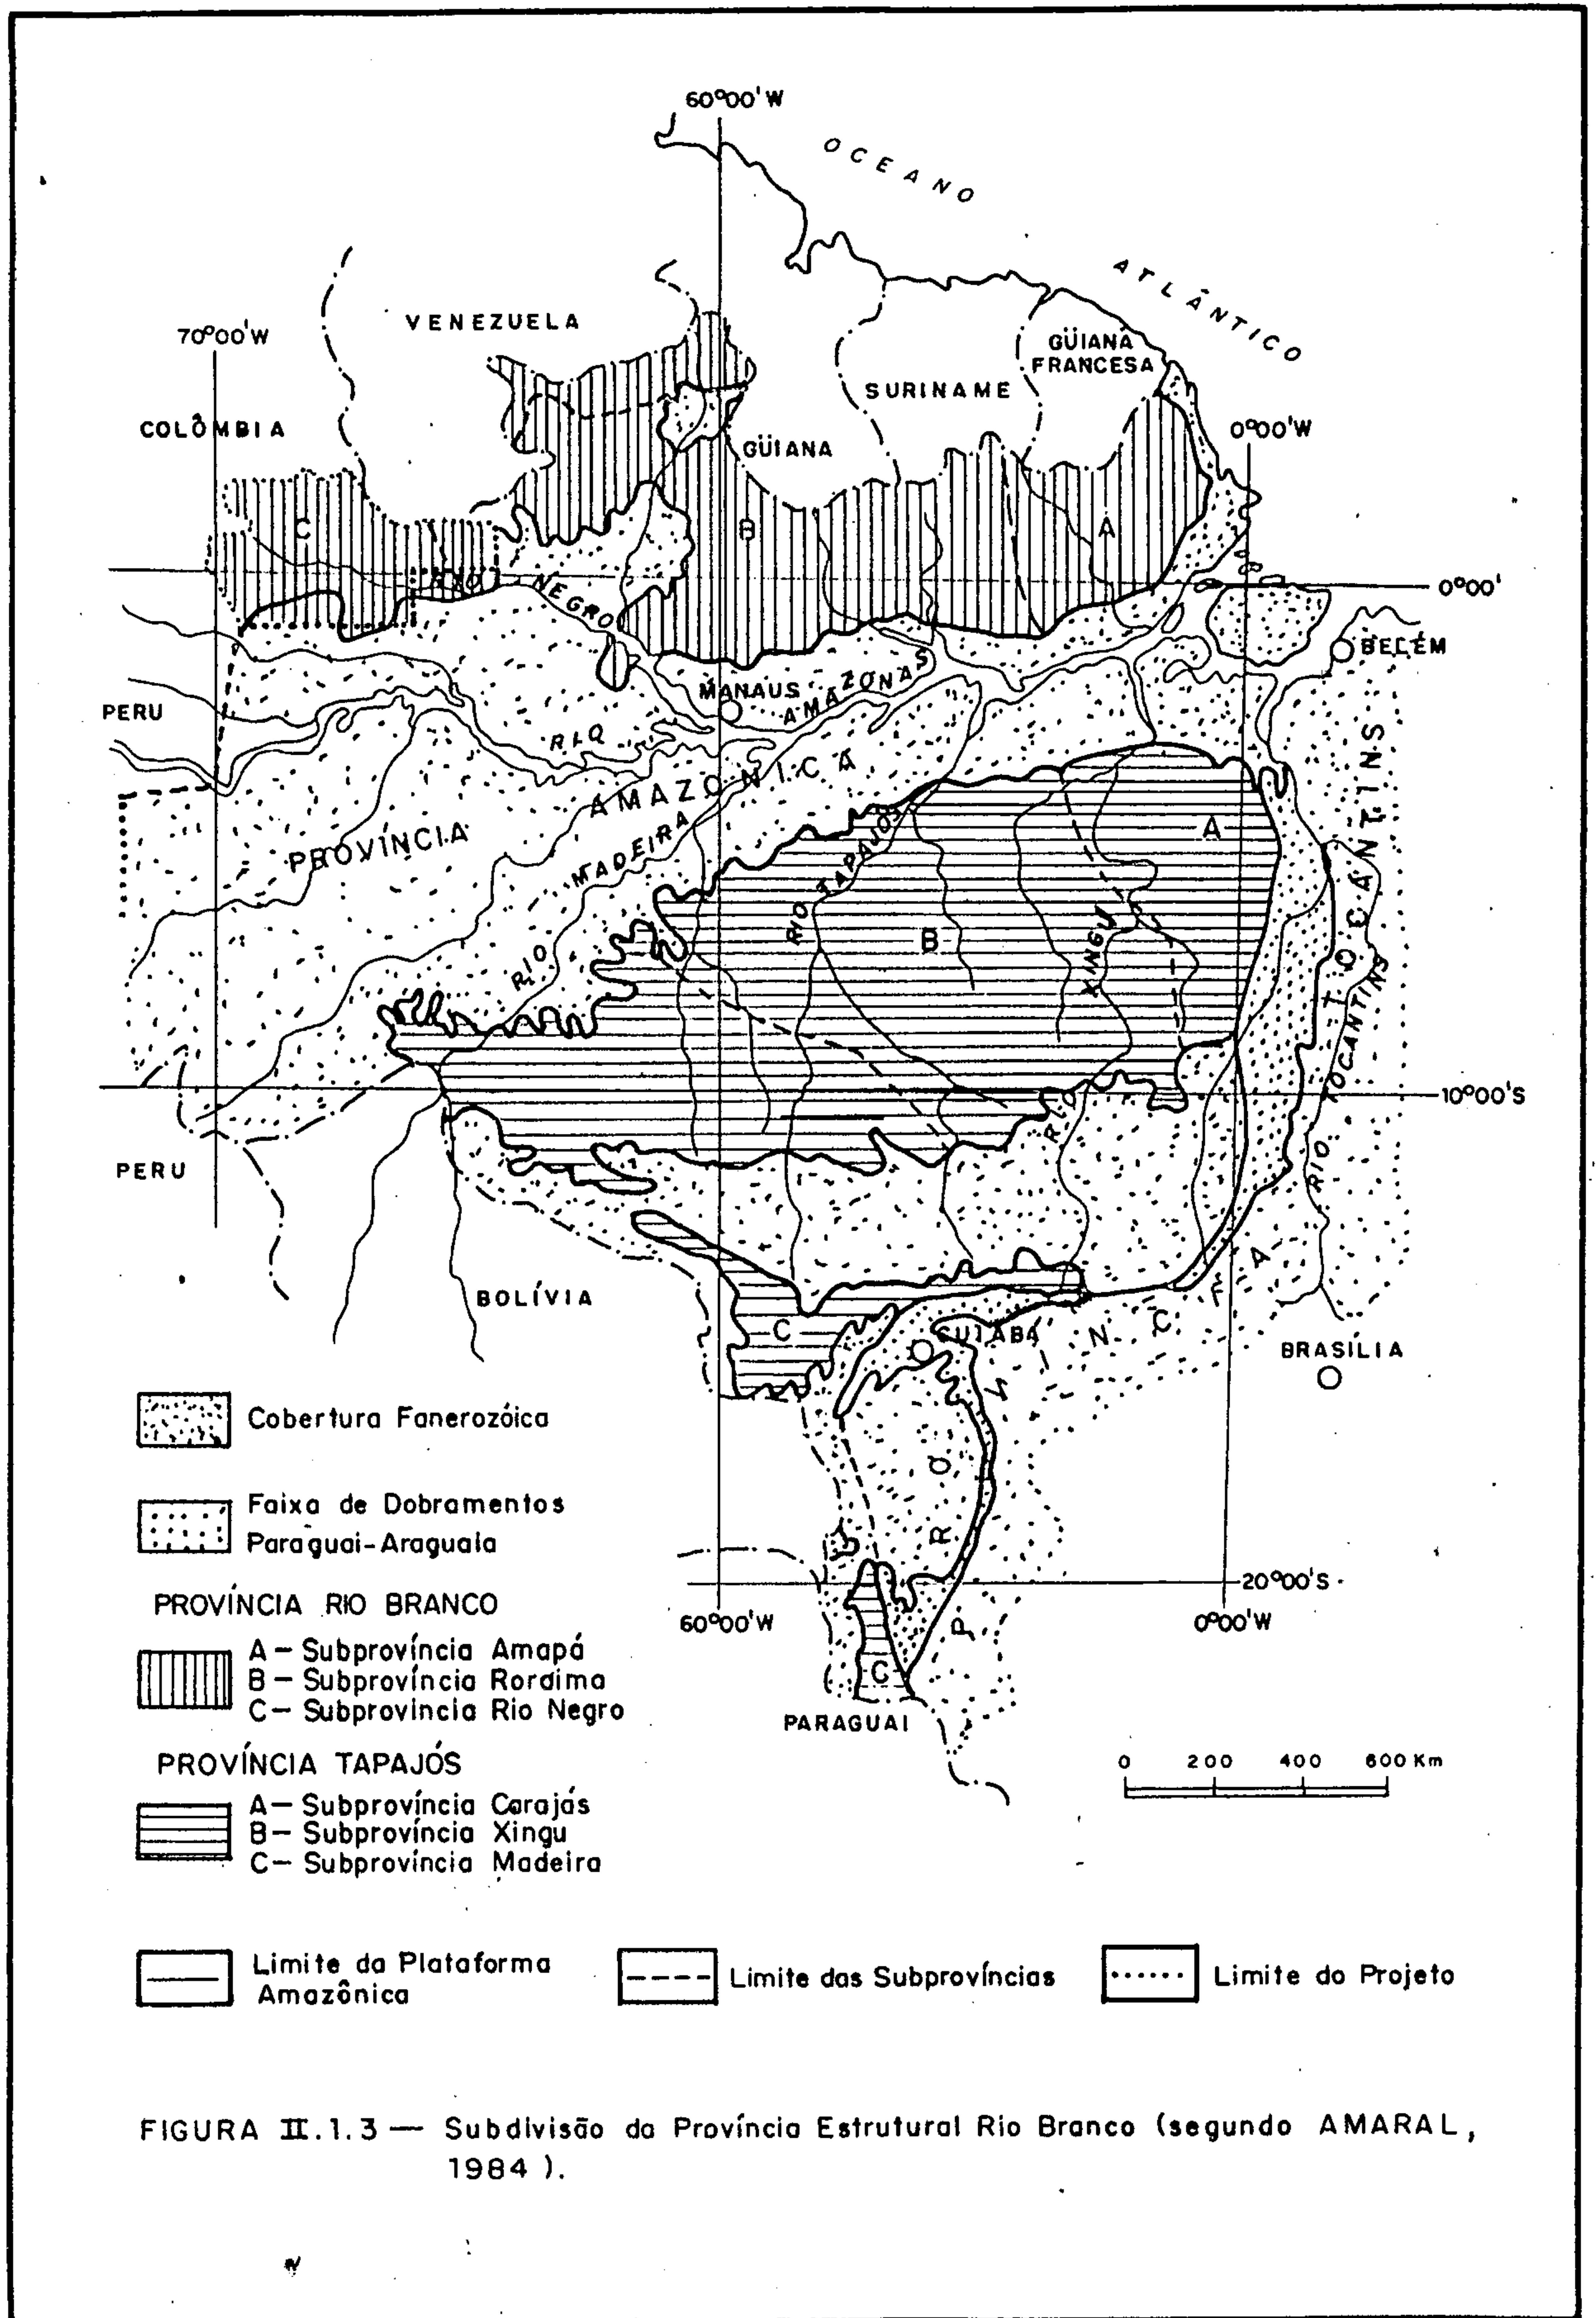 60°00'W
OCEANO
ATLÂNTICO
VENEZUELA
70°00'W
GÜIANA
FRANCESA
SURINAME
COLÔMBIA
0°00'W
GÜIANA
C
B
A
RIO NEGRO
0°00'
BELÉM
MANAUS
RIO AMAZONAS
PERU
PROVÍNCIA AMAZONICA
RIO MADEIRA
RIO TAPAJÓS
A
B
RIO XINGU
PROVÍNCIA TOCANTINS
RIO TOCANTINS
10°00'S
PERU
BOLÍVIA
C
CUIABÁ
BRASÍLIA
20°00'S
60°00'W
0°00'W
C
PARAGUAI
Cobertura Fanerozóica
Faixa de Dobramentos
Paraguai-Araguaia
PROVÍNCIA RIO BRANCO
A – Subprovíncia Amapá
B – Subprovíncia Roraima
C – Subprovíncia Rio Negro
PROVÍNCIA TAPAJÓS
A – Subprovíncia Carajás
B – Subprovíncia Xingu
C – Subprovíncia Madeira
0 200 400 600 Km
Limite da Plataforma
Amazônica
Limite das Subprovíncias
Limite do Projeto
FIGURA II.1.3 — Subdivisão da Província Estrutural Rio Branco (segundo AMARAL,
1984 ).